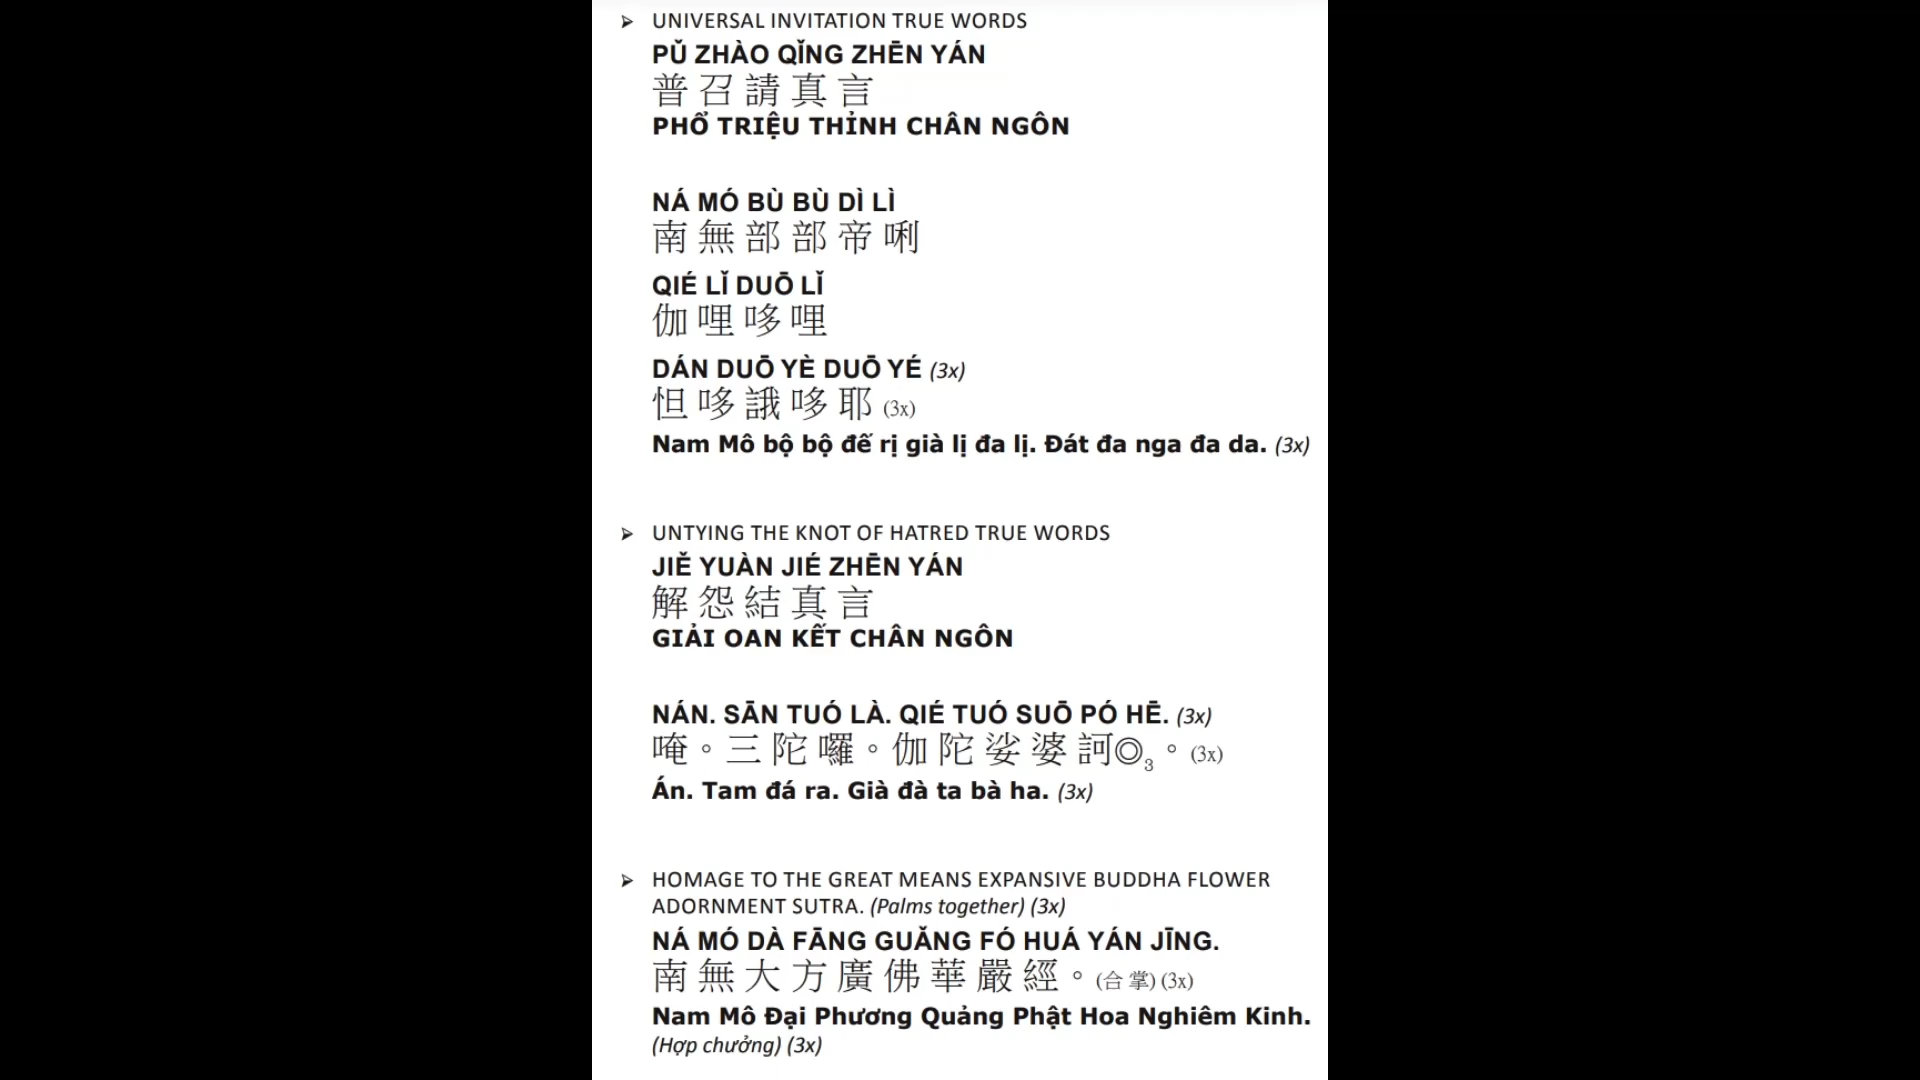 ➢ UNIVERSAL INVITATION TRUE WORDS
PǓ ZHÀO QǏNG ZHĒN YÁN
普召請真言
PHỔ TRIỆU THỈNH CHÂN NGÔN
NÁ MÓ BÙ BÙ DÌ LÌ
南無部部帝唎
QIÉ LǏ DUŌ LǏ
伽哩哆哩
DÁN DUŌ YÈ DUŌ YÉ (3x)
怛哆誐哆耶 (3x)
Nam Mô bộ bộ đế rị già lị đa lị. Đát đa nga đa da. (3x)
➢ UNTYING THE KNOT OF HATRED TRUE WORDS
JIĚ YUÀN JIÉ ZHĒN YÁN
解怨結真言
GIẢI OAN KẾT CHÂN NGÔN
NÁN. SĀN TUÓ LÀ. QIÉ TUÓ SUŌ PÓ HĒ. (3x)
唵。三陀囉。伽陀娑婆訶◎3。(3x)
Án. Tam đá ra. Già đà ta bà ha. (3x)
➢ HOMAGE TO THE GREAT MEANS EXPANSIVE BUDDHA FLOWER
ADORNMENT SUTRA. (Palms together) (3x)
NÁ MÓ DÀ FĀNG GUǍNG FÓ HUÁ YÁN JĪNG.
南無大方廣佛華嚴經。(合掌) (3x)
Nam Mô Đại Phương Quảng Phật Hoa Nghiêm Kinh.
(Hợp chưởng) (3x)